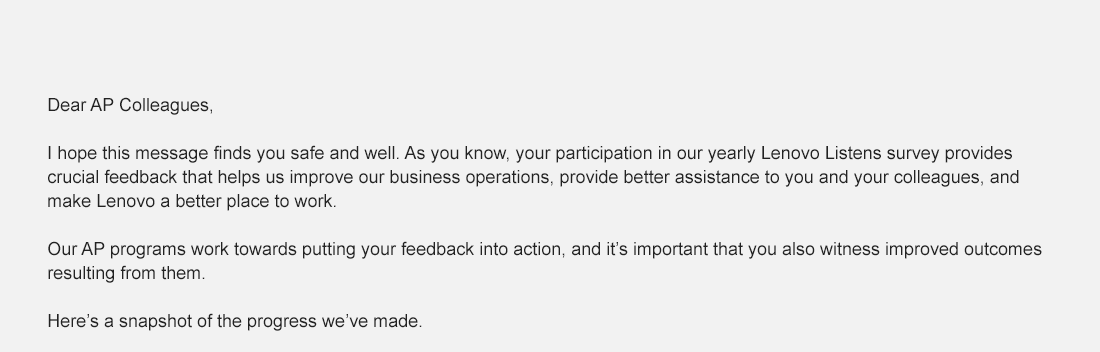 Dear AP Colleagues,
I hope this message finds you safe and well. As you know, your participation in our yearly Lenovo Listens survey provides
crucial feedback that helps us improve our business operations, provide better assistance to you and your colleagues, and
make Lenovo a better place to work.
Our AP programs work towards putting your feedback into action, and it’s important that you also witness improved outcomes
resulting from them.
Here’s a snapshot of the progress we’ve made.